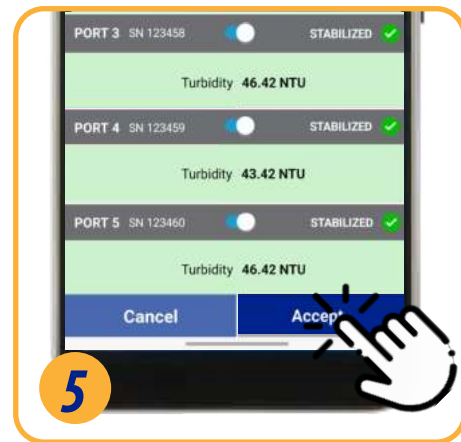 PORT 3 SN 123458 STABILIZED
Turbidity 46.42 NTU
PORT 4 SN 123459 STABILIZED
Turbidity 43.42 NTU
PORT 5 SN 123460 STABILIZED
Turbidity 46.42 NTU
Cancel Accept
5